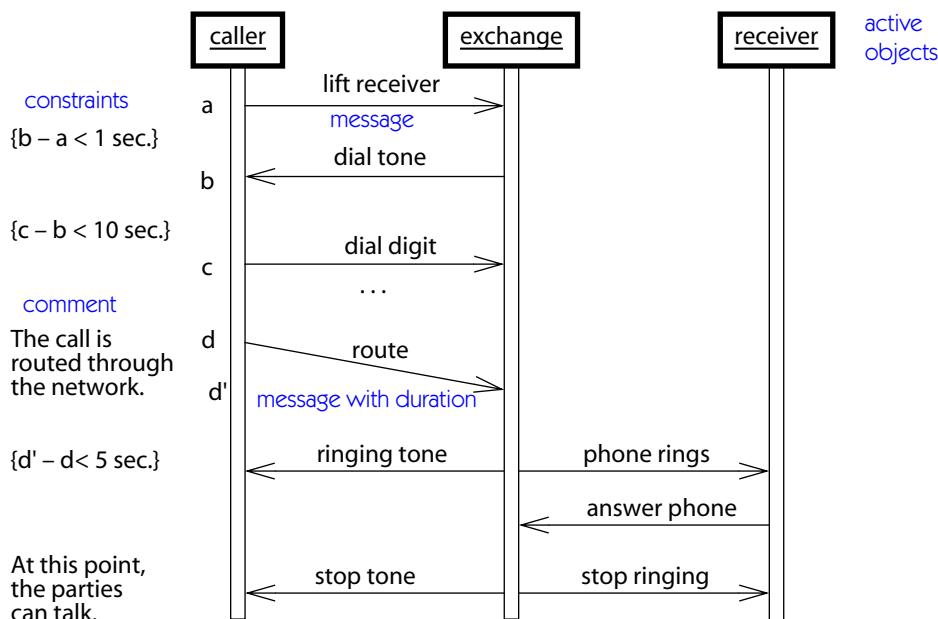 caller
exchange
receiver
active
objects
lift receiver
constraints
a
message
{b – a < 1 sec.}
dial tone
b
{c – b < 10 sec.}
dial digit
c
. . .
comment
The call is
routed through
the network.
d
route
d'
message with duration
{d' – d< 5 sec.}
ringing tone
phone rings
answer phone
At this point,
the parties
can talk.
stop tone
stop ringing